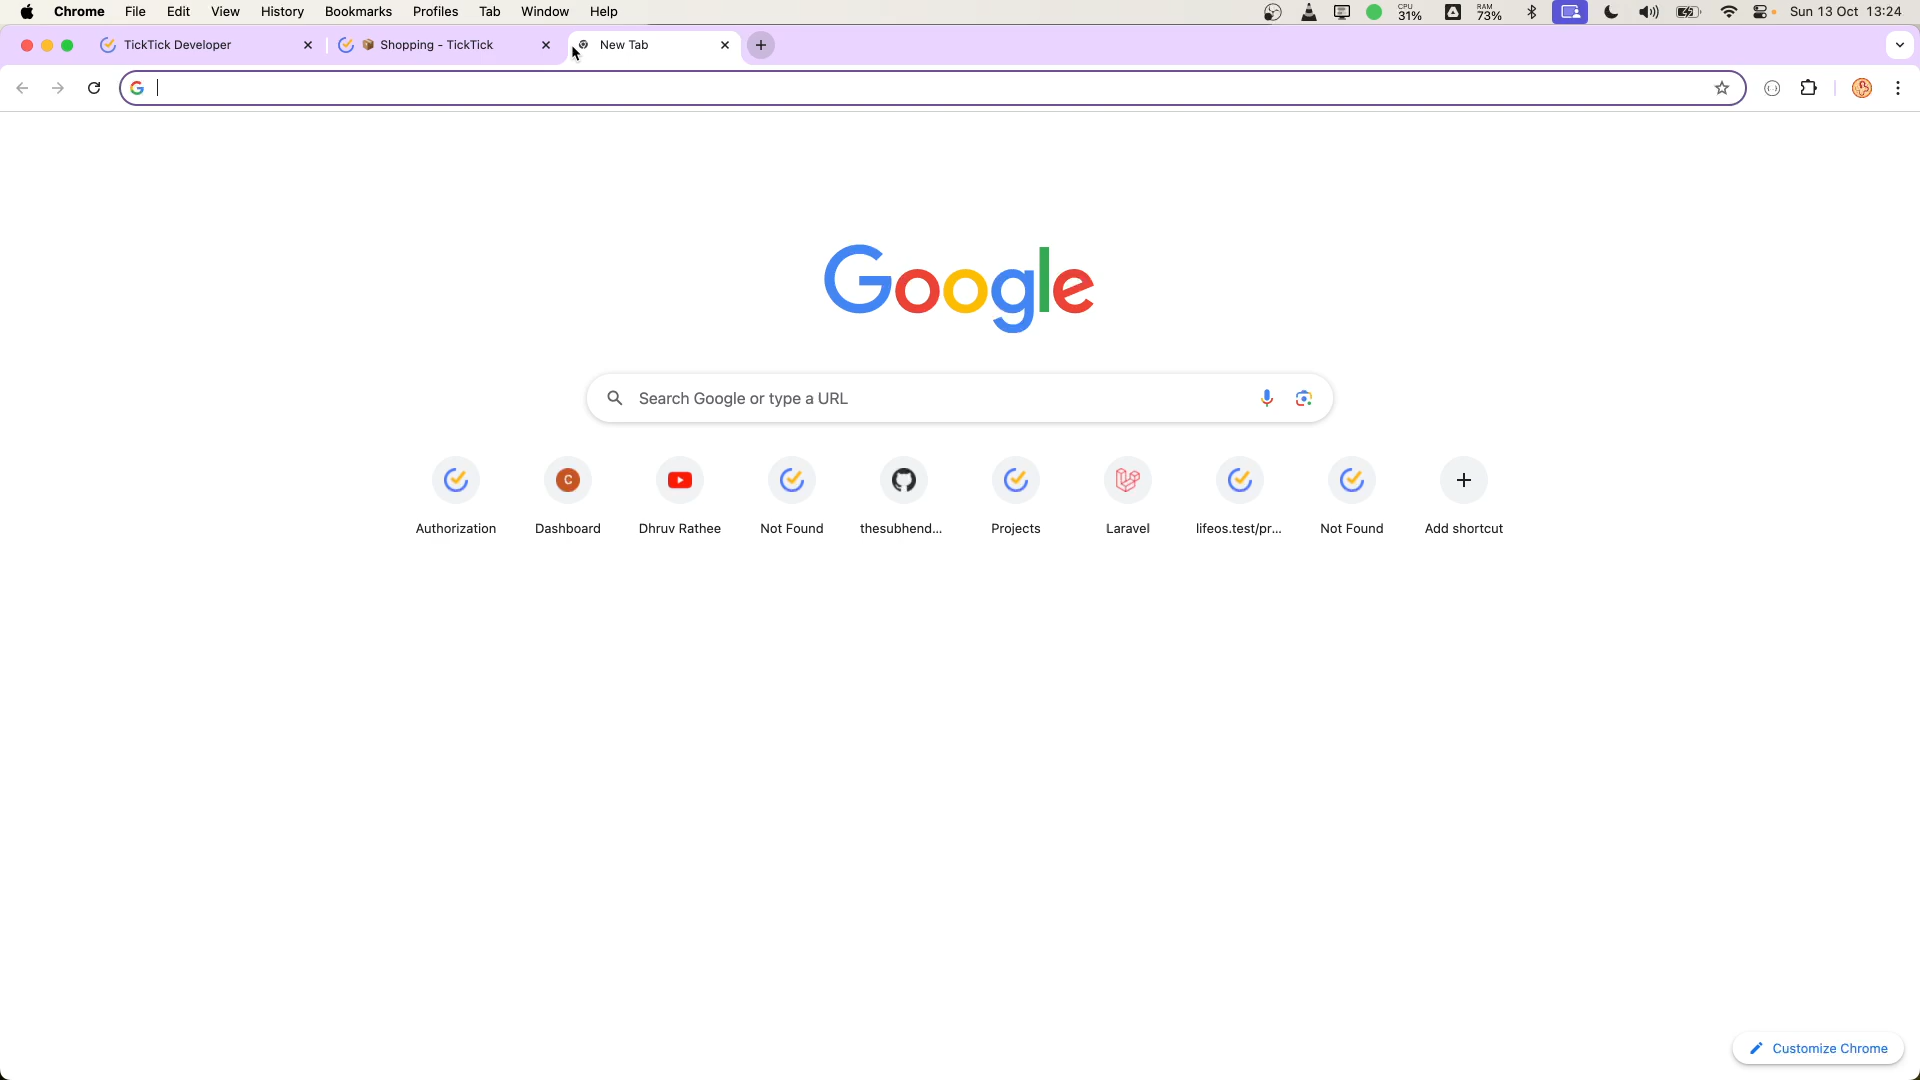 Chrome File Edit View History Bookmarks Profiles Tab Window Help CPU 31% RAM 73% Sun 13 Oct 13:24
TickTick Developer 📦 Shopping - TickTick New Tab
Google
Search Google or type a URL
Authorization Dashboard Dhruv Rathee Not Found thesubhend... Projects Laravel lifeos.test/pr... Not Found Add shortcut
Customize Chrome